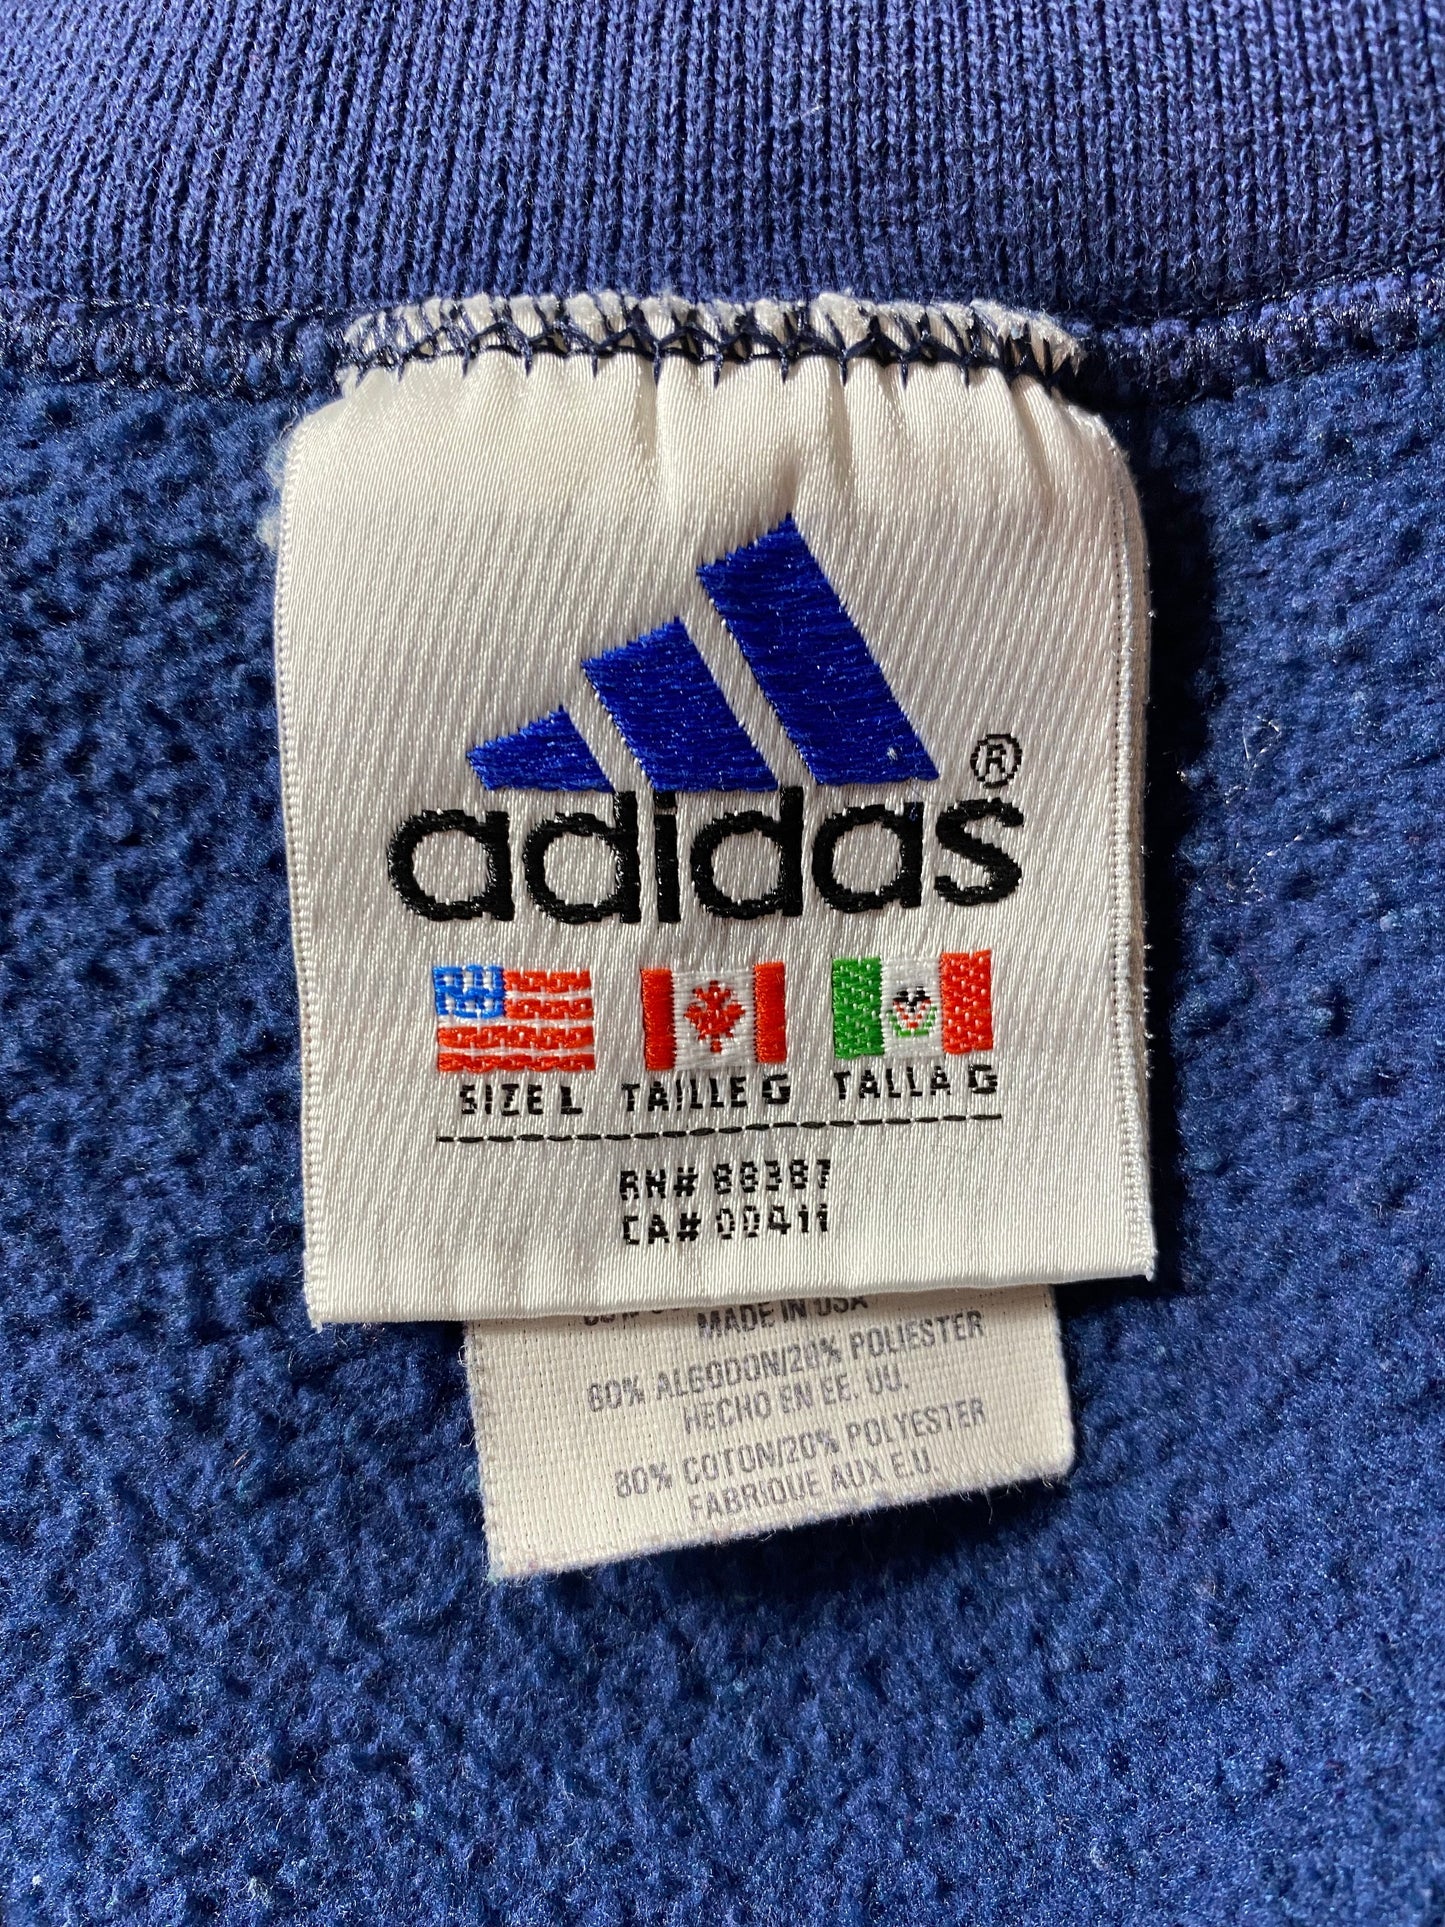 adidas ®
SIZE L TAILLE G TALLA G
RN# 88387
CA# 00411
MADE IN USA
80% ALGODON/20% POLIESTER
HECHO EN EE. UU.
80% COTON/20% POLYESTER
FABRIQUE AUX E.U.